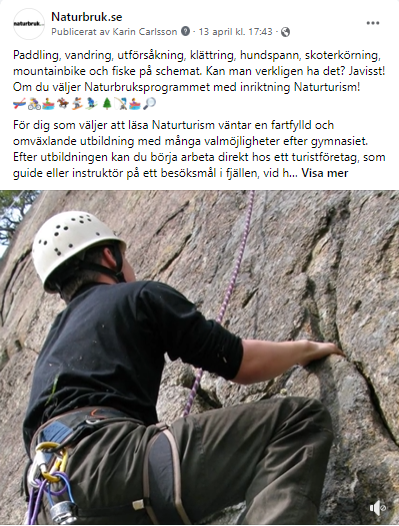 Naturbruk.se
Publicerat av Karin Carlsson · 13 april kl. 17:43 ·
Paddling, vandring, utförsåkning, klättring, hundspann, skoterkörning,
mountainbike och fiske på schemat. Kan man verkligen ha det? Javisst!
Om du väljer Naturbruksprogrammet med inriktning Naturturism!
För dig som väljer att läsa Naturturism väntar en fartfylld och
omväxlande utbildning med många valmöjligheter efter gymnasiet.
Efter utbildningen kan du börja arbeta direkt hos ett turistföretag, som
guide eller instruktör på ett besöksmål i fjällen, vid h... Visa mer